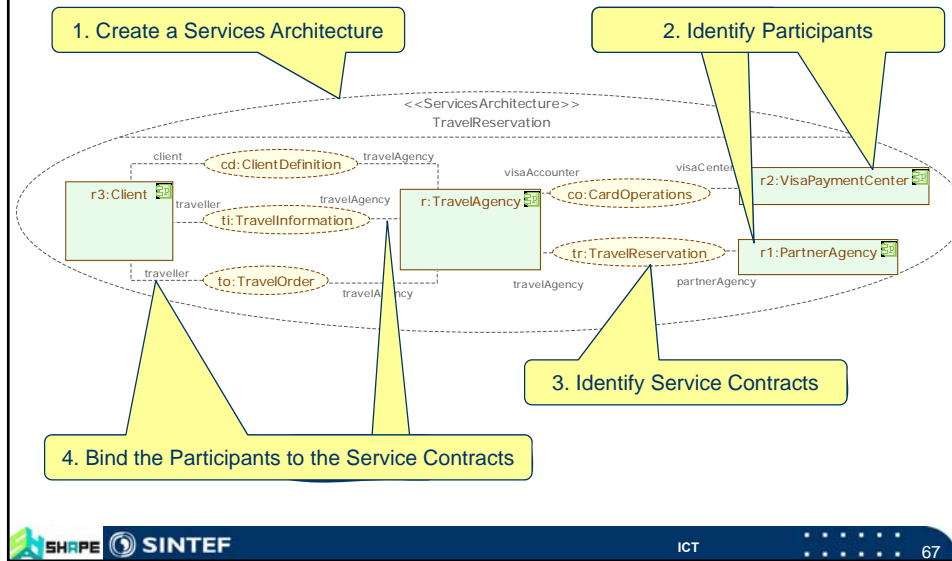 1. Create a Services Architecture
2. Identify Participants
<<ServicesArchitecture>>
TravelReservation
client
cd:ClientDefinition
travelAgency
r3:Client
traveller
ti:TravelInformation
travelAgency
traveller
to:TravelOrder
travelAgency
r:TravelAgency
visaAccounter
co:CardOperations
visaCenter
r2:VisaPaymentCenter
tr:TravelReservation
travelAgency
partnerAgency
r1:PartnerAgency
3. Identify Service Contracts
4. Bind the Participants to the Service Contracts
SHAPE SINTEF ICT 67